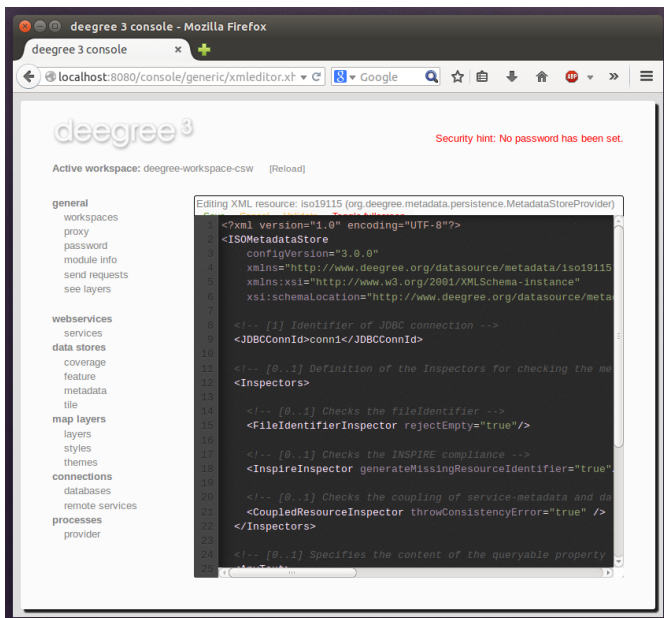 deegree 3 console - Mozilla Firefox
deegree 3 console
localhost:8080/console/generic/xmleditor.xh
Google
ABP
deegree 3
Security hint: No password has been set.
Active workspace: deegree-workspace-csw [Reload]
general
workspaces
proxy
password
module info
send requests
see layers
webservices
services
data stores
coverage
feature
metadata
tile
map layers
layers
styles
themes
connections
databases
remote services
processes
provider
Editing XML resource: iso19115 (org.deegree.metadata.persistence.MetadataStoreProvider)
Save Cancel Validate Toggle fullscreen
1 <?xml version="1.0" encoding="UTF-8"?>
2 <ISOMetadataStore
3 configVersion="3.0.0"
4 xmlns="http://www.deegree.org/datasource/metadata/iso19115
5 xmlns:xsi="http://www.w3.org/2001/XMLSchema-instance"
6 xsi:schemaLocation="http://www.deegree.org/datasource/meta
7
8 <!-- [1] Identifier of JDBC connection -->
9 <JDBCConnId>conn1</JDBCConnId>
10
11 <!-- [0..1] Definition of the Inspectors for checking the me
12 <Inspectors>
13
14 <!-- [0..1] Checks the fileIdentifier -->
15 <FileIdentifierInspector rejectEmpty="true"/>
16
17 <!-- [0..1] Checks the INSPIRE compliance -->
18 <InspireInspector generateMissingResourceIdentifier="true"
19
20 <!-- [0..1] Checks the coupling of service-metadata and da
21 <CoupledResourceInspector throwConsistencyError="true" />
22 </Inspectors>
23
24 <!-- [0..1] Specifies the content of the queryable property
25 <AnyText>